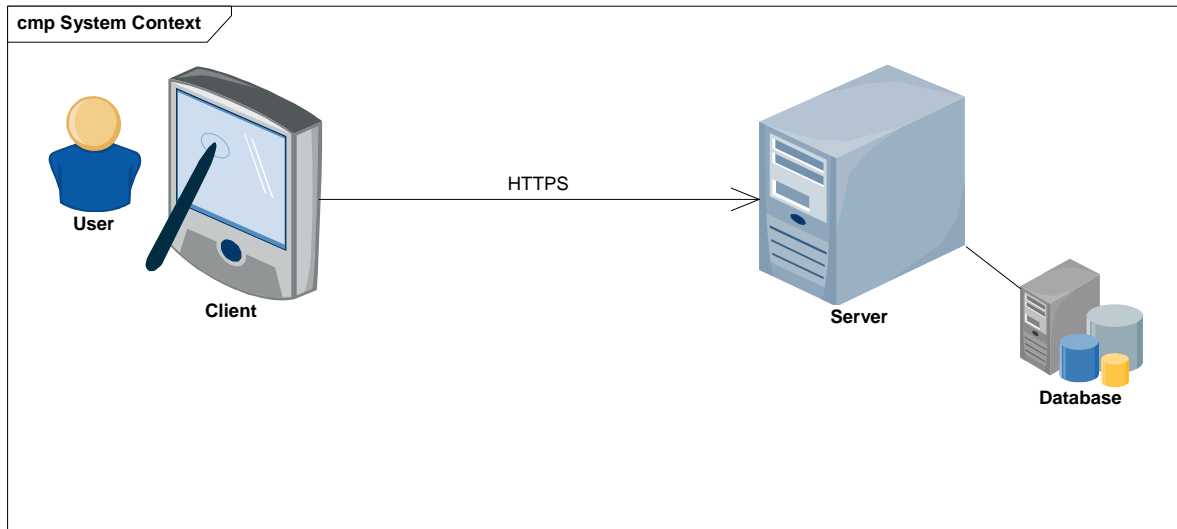 cmp System Context
User
Client
HTTPS
Server
Database